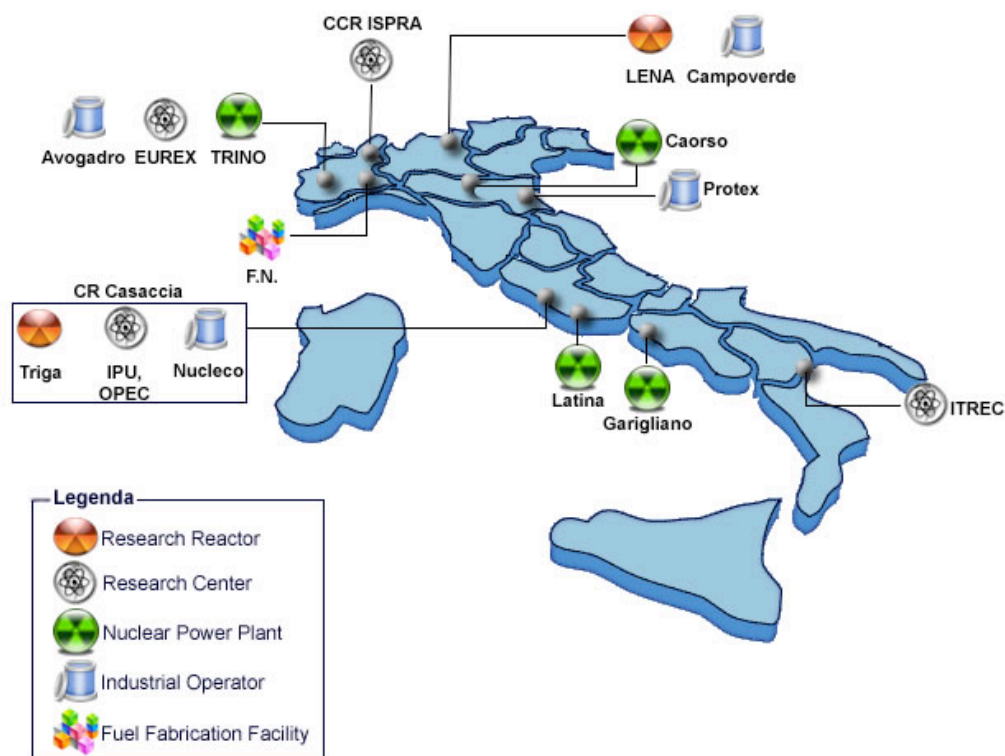 CCR ISPRA
LENA Campoverde
Avogadro EUREX TRINO
Caorso
Protex
F.N.
CR Casaccia
Triga IPU, Nucleco
OPEC
Latina
Garigliano
ITREC
Legenda
Research Reactor
Research Center
Nuclear Power Plant
Industrial Operator
Fuel Fabrication Facility